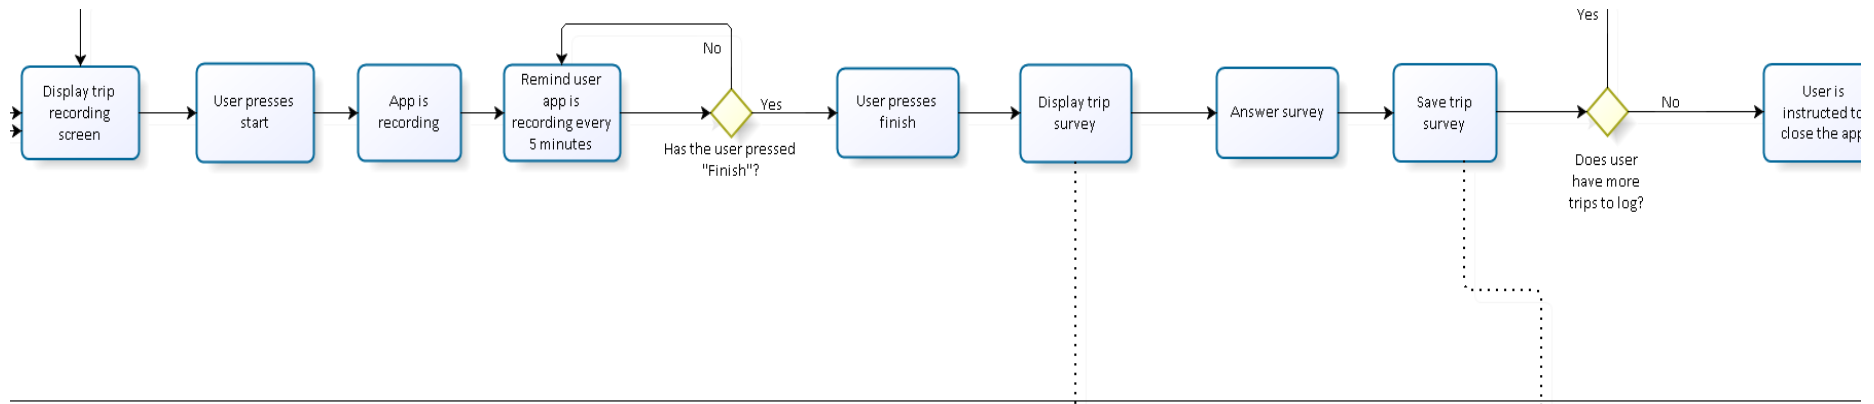 Display trip
recording
screen
User presses
start
App is
recording
Remind user
app is
recording every
5 minutes
No
Yes
Has the user pressed
"Finish"?
User presses
finish
Display trip
survey
Answer survey
Save trip
survey
Yes
No
Does user
have more
trips to log?
User is
instructed to
close the app